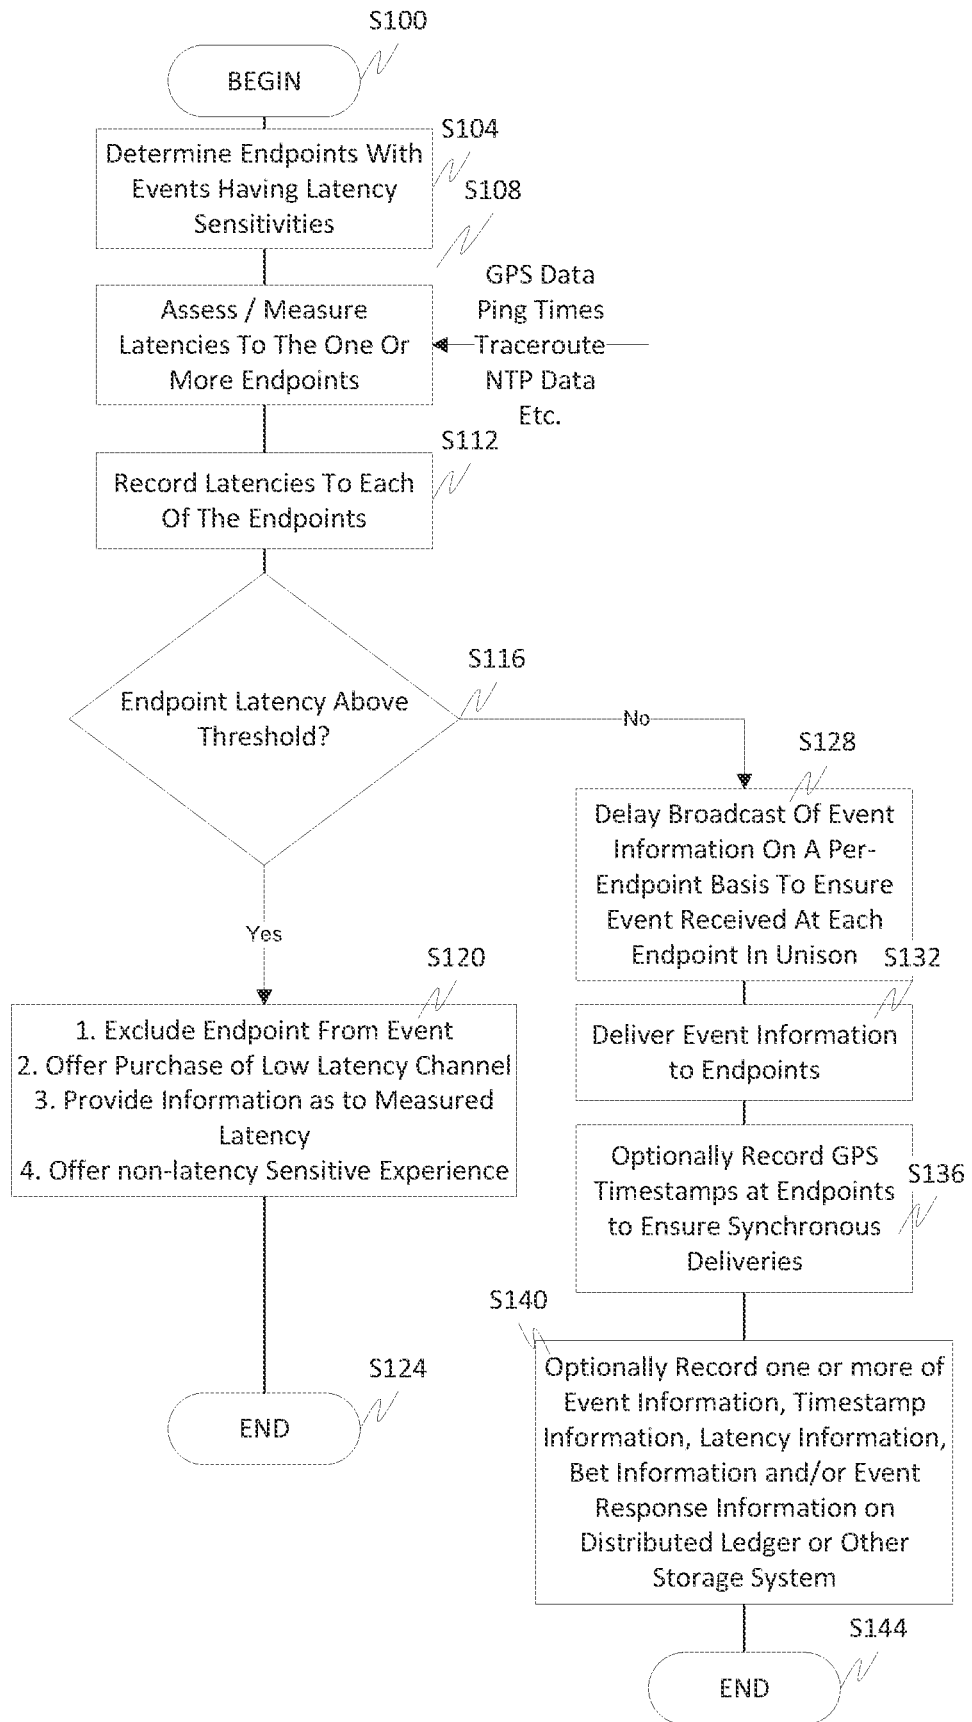 S100
BEGIN
S104
Determine Endpoints With
Events Having Latency
Sensitivities
S108
GPS Data
Ping Times
Traceroute
NTP Data
Etc.
Assess / Measure
Latencies To The One Or
More Endpoints
S112
Record Latencies To Each
Of The Endpoints
S116
Endpoint Latency Above
Threshold?
No
Yes
S128
Delay Broadcast Of Event
Information On A Per-
Endpoint Basis To Ensure
Event Received At Each
Endpoint In Unison
S120
1. Exclude Endpoint From Event
2. Offer Purchase of Low Latency Channel
3. Provide Information as to Measured
Latency
4. Offer non-latency Sensitive Experience
S132
Deliver Event Information
to Endpoints
S136
Optionally Record GPS
Timestamps at Endpoints
to Ensure Synchronous
Deliveries
S124
END
S140
Optionally Record one or more of
Event Information, Timestamp
Information, Latency Information,
Bet Information and/or Event
Response Information on
Distributed Ledger or Other
Storage System
S144
END